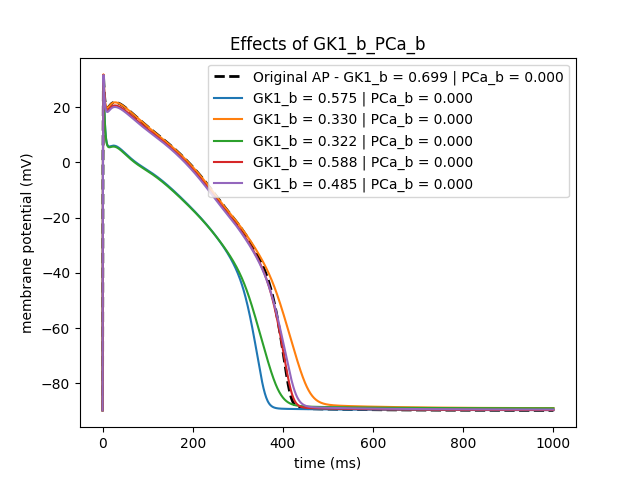 Effects of GK1_b_PCa_b
Original AP - GK1_b = 0.699 | PCa_b = 0.000
GK1_b = 0.575 | PCa_b = 0.000
GK1_b = 0.330 | PCa_b = 0.000
GK1_b = 0.322 | PCa_b = 0.000
GK1_b = 0.588 | PCa_b = 0.000
GK1_b = 0.485 | PCa_b = 0.000
membrane potential (mV)
20
0
−20
−40
−60
−80
0 200 400 600 800 1000
time (ms)